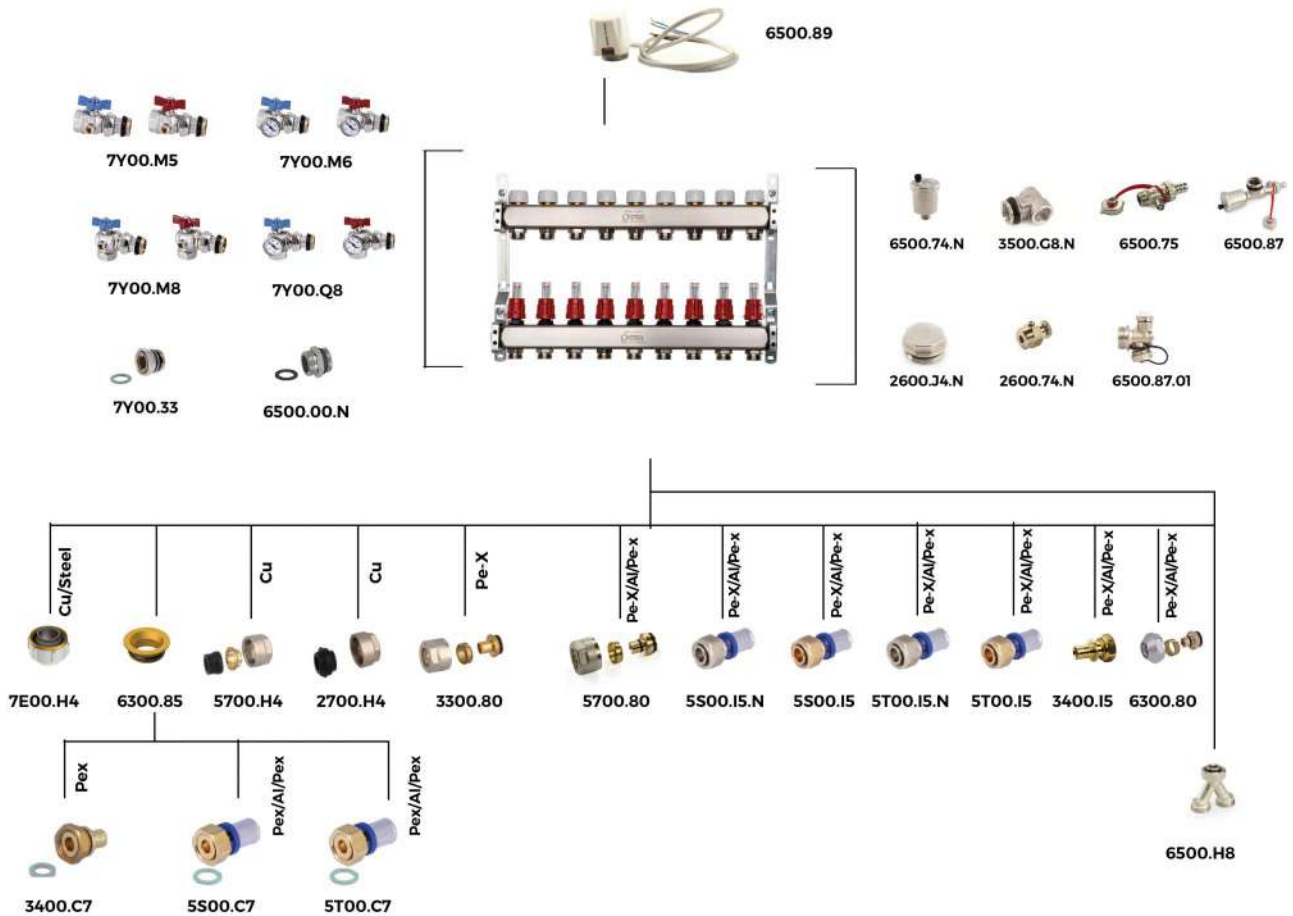 6500.89
7Y00.M5
7Y00.M6
7Y00.M8
7Y00.Q8
7Y00.33
6500.00.N
6500.74.N
3500.G8.N
6500.75
6500.87
2600.J4.N
2600.74.N
6500.87.01
Cu/Steel
Cu
Cu
Pe-X
Pe-X/Al/Pe-x
Pe-X/Al/Pe-x
Pe-X/Al/Pe-x
Pe-X/Al/Pe-x
Pe-X/Al/Pe-x
Pe-X/Al/Pe-x
Pe-X/Al/Pe-x
7E00.H4
6300.85
5700.H4
2700.H4
3300.80
5700.80
5S00.I5.N
5S00.I5
5T00.I5.N
5T00.I5
3400.I5
6300.80
Pex
Pex/Al/Pex
Pex/Al/Pex
3400.C7
5S00.C7
5T00.C7
6500.H8